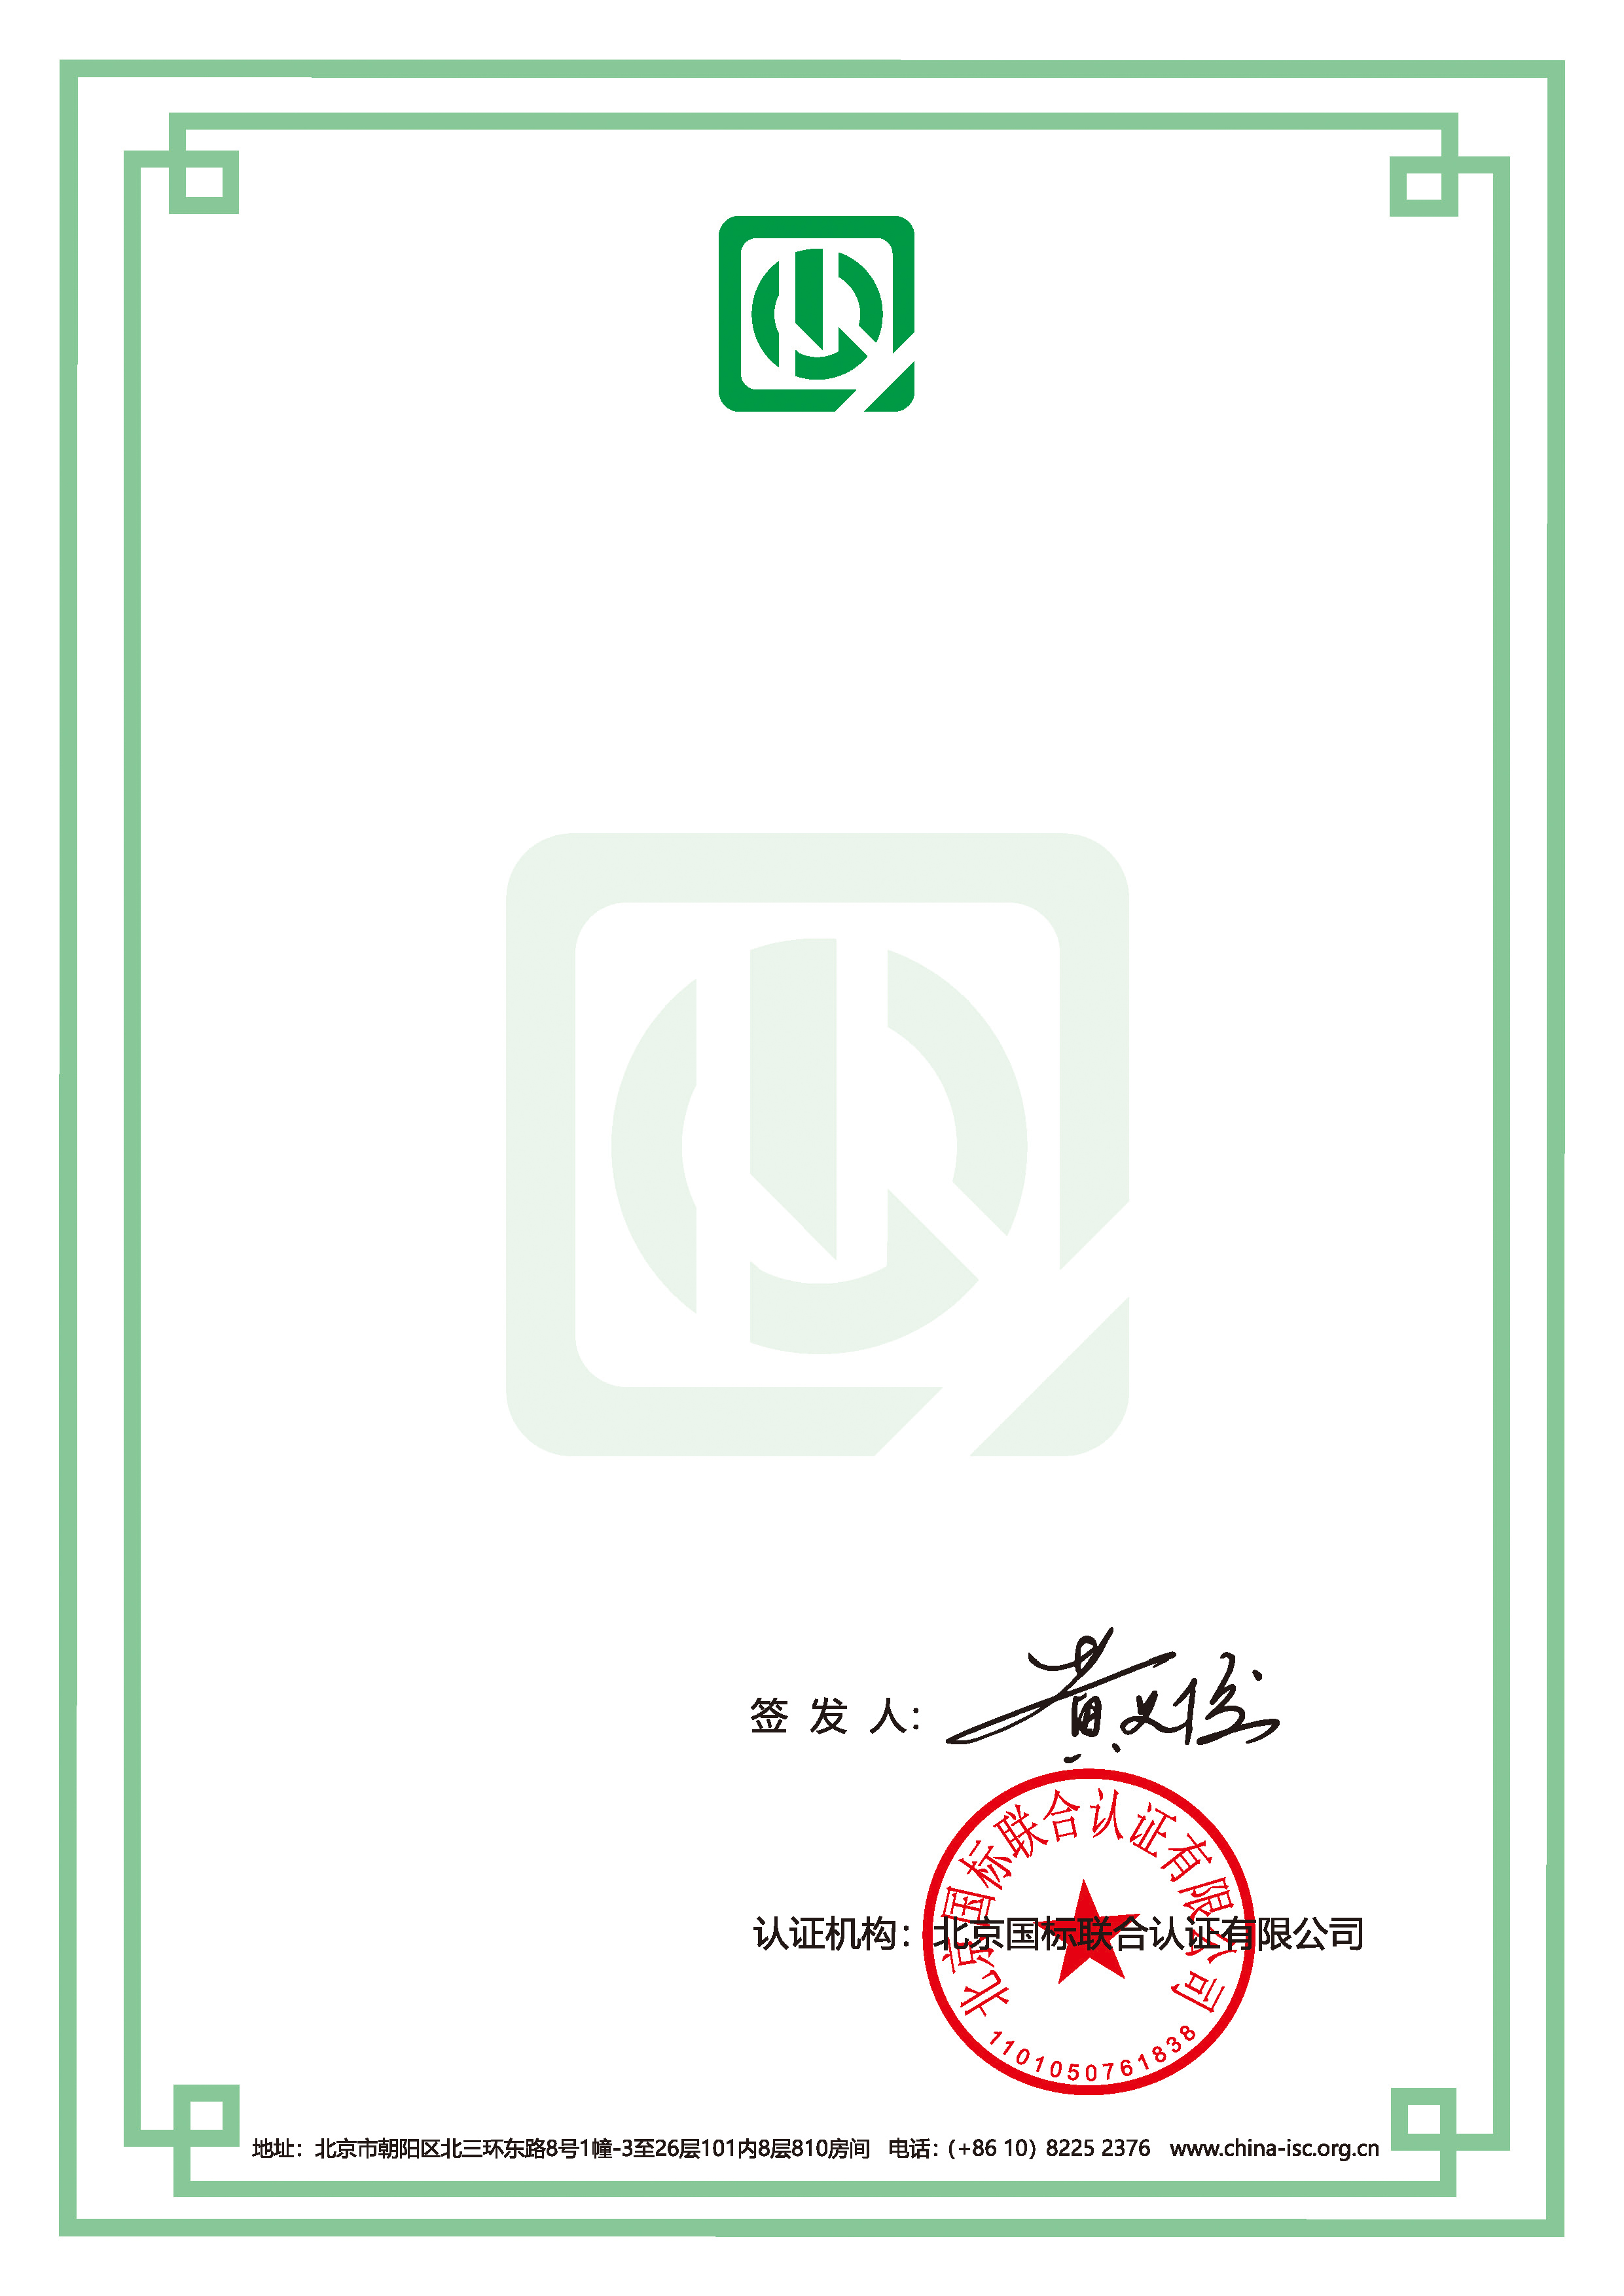 签 发 人：
北京国标联合认证有限公司
认证机构：北京国标联合认证有限公司
1101050761838
地址：北京市朝阳区北三环东路8号1幢-3至26层101内8层810房间 电话：（+86 10）8225 2376 www.china-isc.org.cn